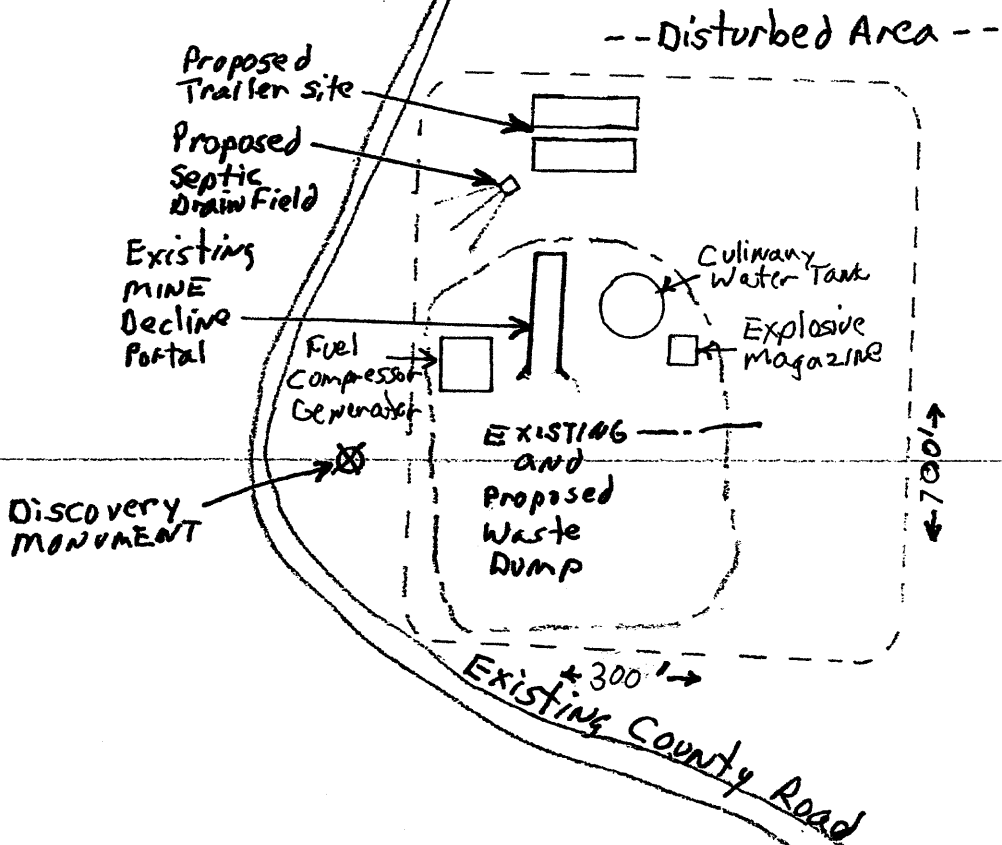 --Disturbed Area--
Proposed
Trailer site
Proposed
Septic
Drain Field
Existing
MINE
Decline
Portal
Culinary
Water Tank
Explosive
Magazine
Fuel
Compressor
Generator
EXISTING
AND
Proposed
Waste
Dump
700'
Discovery
MONUMENT
300'
Existing County Road